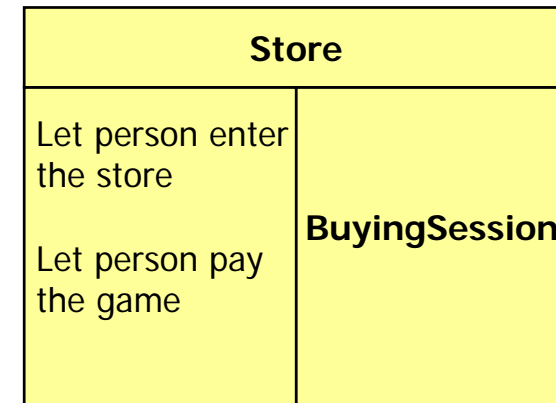 Store
Let person enter
the store
Let person pay
the game
BuyingSession